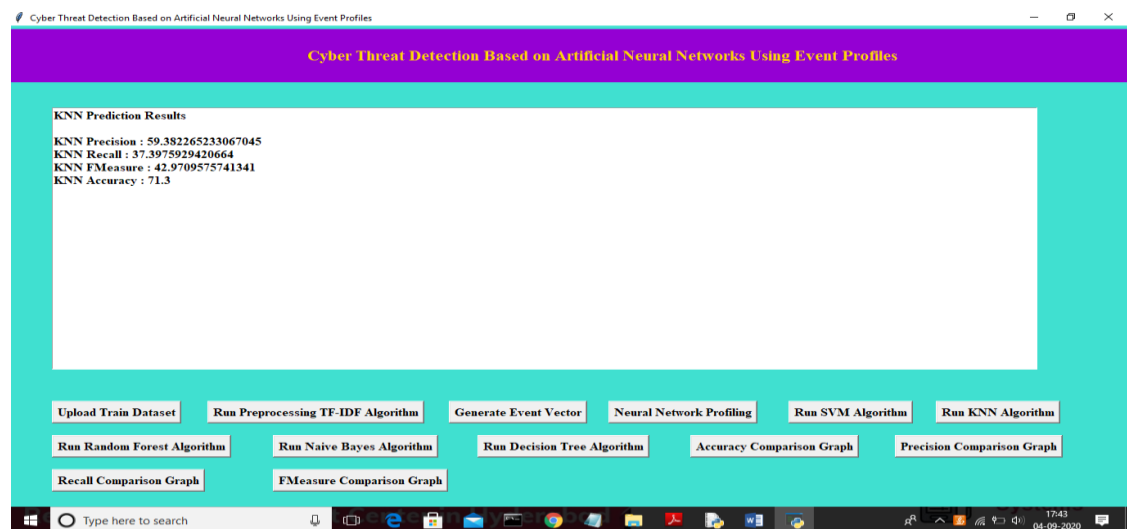 Cyber Threat Detection Based on Artificial Neural Networks Using Event Profiles
Cyber Threat Detection Based on Artificial Neural Networks Using Event Profiles
KNN Prediction Results
KNN Precision : 59.382265233067045
KNN Recall : 37.3975929420664
KNN FMeasure : 42.9709575741341
KNN Accuracy : 71.3
Upload Train Dataset Run Preprocessing TF-IDF Algorithm Generate Event Vector Neural Network Profiling Run SVM Algorithm Run KNN Algorithm
Run Random Forest Algorithm Run Naive Bayes Algorithm Run Decision Tree Algorithm Accuracy Comparison Graph Precision Comparison Graph
Recall Comparison Graph FMeasure Comparison Graph
Type here to search
17:43
04-09-2020